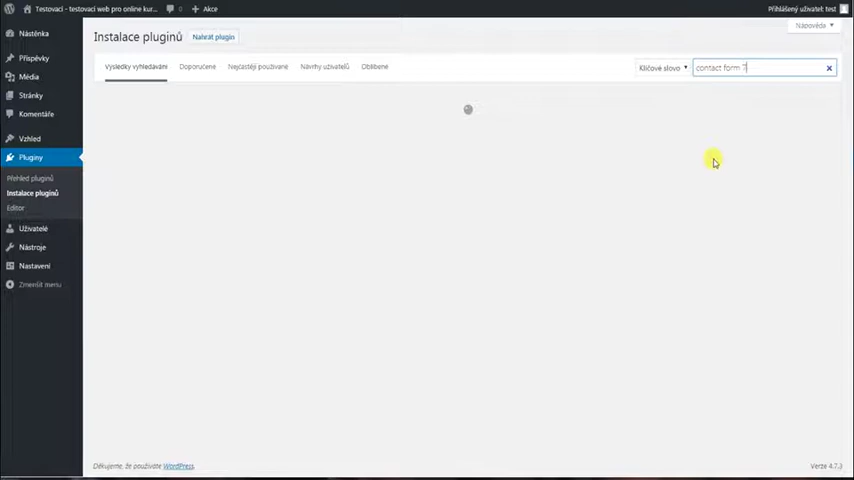 Testovací - testovací web pro online kur... 0 Akce Přihlášený uživatel: test
Nápověda
Instalace pluginů Nahrát plugin
Výsledky vyhledávání Doporučené Nejčastěji používané Návrhy uživatelů Oblíbené Klíčové slovo contact form 7
Nástěnka
Příspěvky
Média
Stránky
Komentáře
Vzhled
Pluginy
Přehled pluginů
Instalace pluginů
Editor
Uživatelé
Nástroje
Nastavení
Zmenšit menu
Děkujeme, že používáte WordPress. Verze 4.7.3